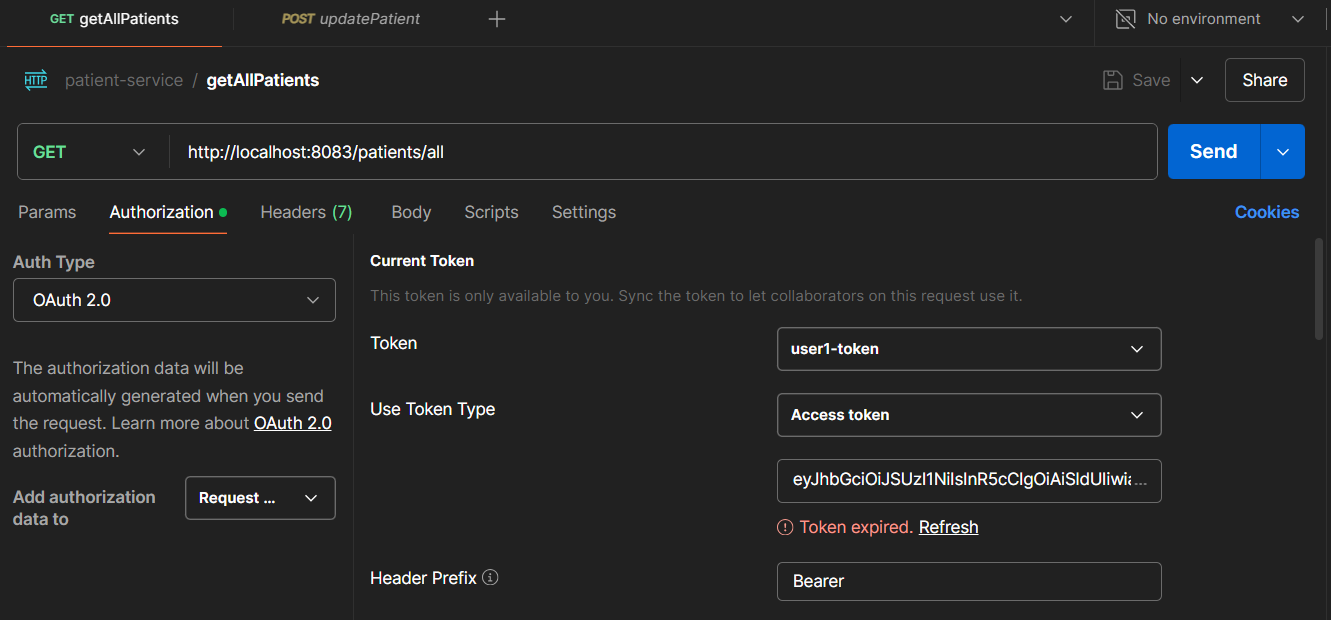 GET getAllPatients
POST updatePatient
No environment
HTTP patient-service / getAllPatients
Save
Share
GET
http://localhost:8083/patients/all
Send
Params
Authorization
Headers (7)
Body
Scripts
Settings
Cookies
Auth Type
OAuth 2.0
The authorization data will be
automatically generated when you send
the request. Learn more about OAuth 2.0
authorization.
Add authorization
data to
Request ...
Current Token
This token is only available to you. Sync the token to let collaborators on this request use it.
Token
user1-token
Use Token Type
Access token
eyJhbGciOiJSUzI1NiIsInR5cCIgOiAiSldUIiwia...
Token expired. Refresh
Header Prefix
Bearer